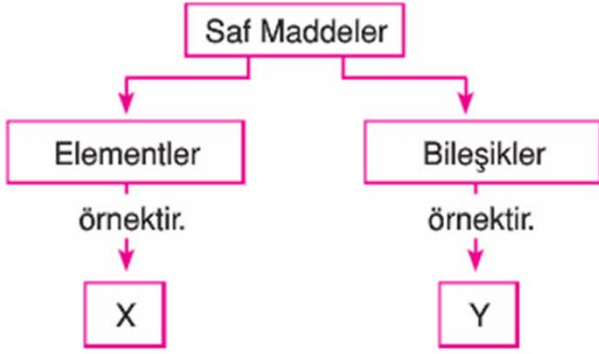 Saf Maddeler
Elementler
Bileşikler
örnektir.
örnektir.
X
Y